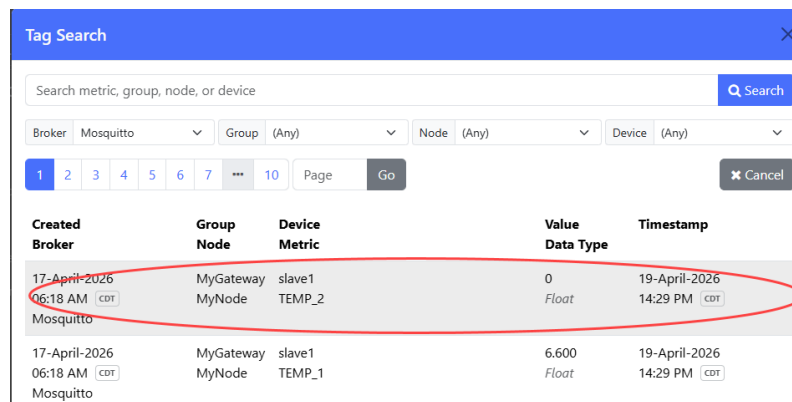 Tag Search
Search metric, group, node, or device
Search
Broker Mosquitto Group (Any) Node (Any) Device (Any)
1 2 3 4 5 6 7 ••• 10 Page Go Cancel
Created Group Device Value Timestamp
Broker Node Metric Data Type
17-April-2026 MyGateway slave1 0 19-April-2026
06:18 AM CDT MyNode TEMP_2 Float 14:29 PM CDT
Mosquitto
17-April-2026 MyGateway slave1 6.600 19-April-2026
06:18 AM CDT MyNode TEMP_1 Float 14:29 PM CDT
Mosquitto